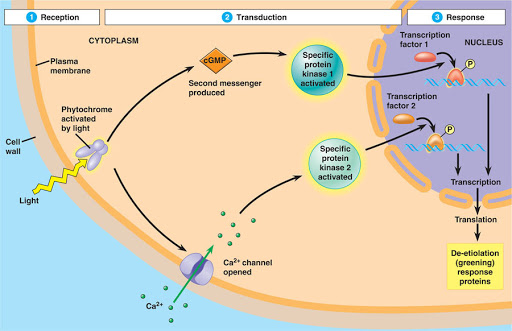 1 Reception
2 Transduction
3 Response
CYTOPLASM
NUCLEUS
Plasma
membrane
cGMP
Second messenger
produced
Specific
protein
kinase 1
activated
Transcription
factor 1
P
Phytochrome
activated
by light
Cell
wall
Light
Specific
protein
kinase 2
activated
Transcription
factor 2
P
Transcription
Translation
De-etiolation
(greening)
response
proteins
Ca²⁺ channel
opened
Ca²⁺